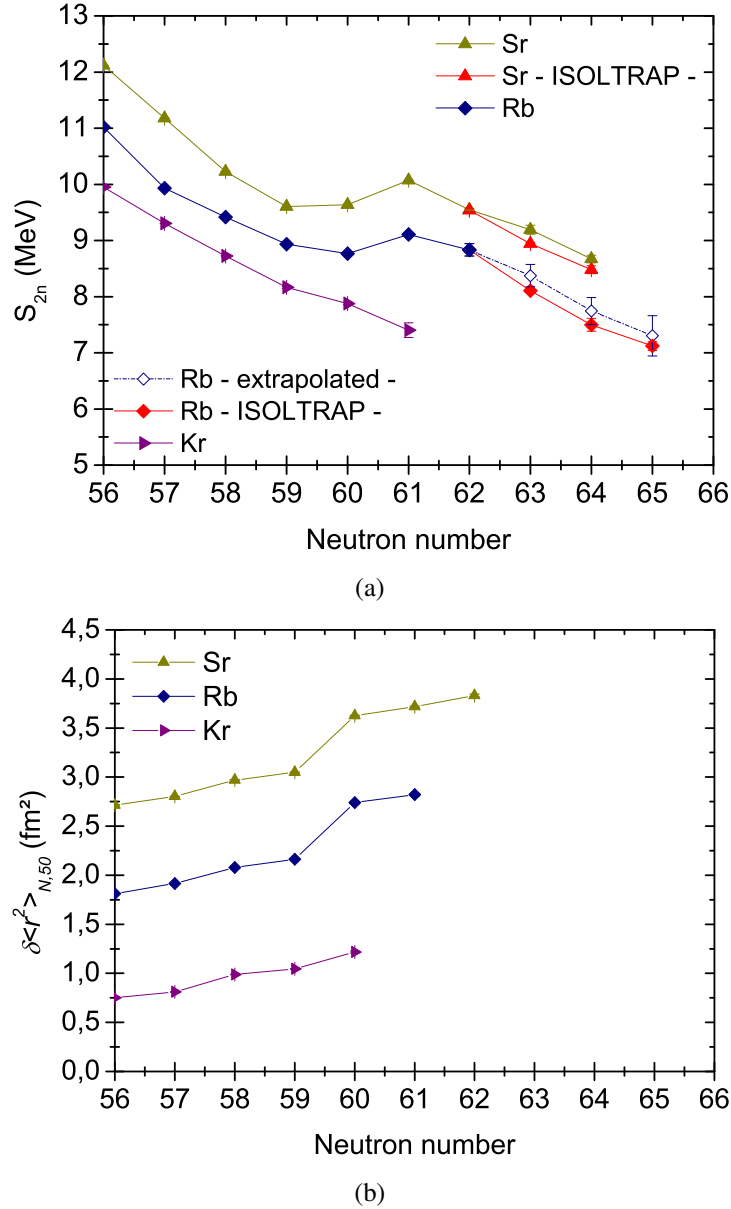 13
12
11
10
9
8
7
6
5
S2n (MeV)
Sr
Sr - ISOLTRAP -
Rb
Rb - extrapolated -
Rb - ISOLTRAP -
Kr
56 57 58 59 60 61 62 63 64 65 66
Neutron number
(a)
4,5
4,0
3,5
3,0
2,5
2,0
1,5
1,0
0,5
0,0
δ<r²>N,50 (fm²)
Sr
Rb
Kr
56 57 58 59 60 61 62 63 64 65 66
Neutron number
(b)